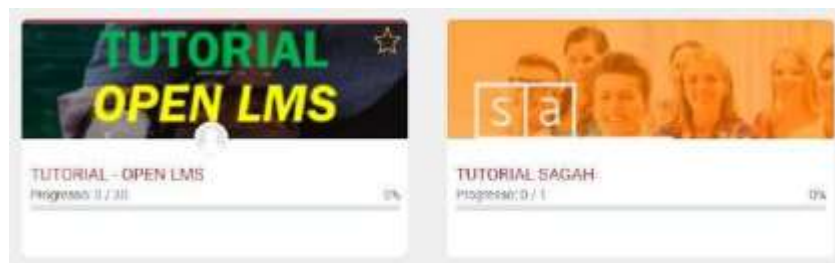 TUTORIAL
OPEN LMS
TUTORIAL - OPEN LMS
Progresso: 0 / 30
0%
sa
TUTORIAL SAGAH
Progresso: 0 / 1
0%